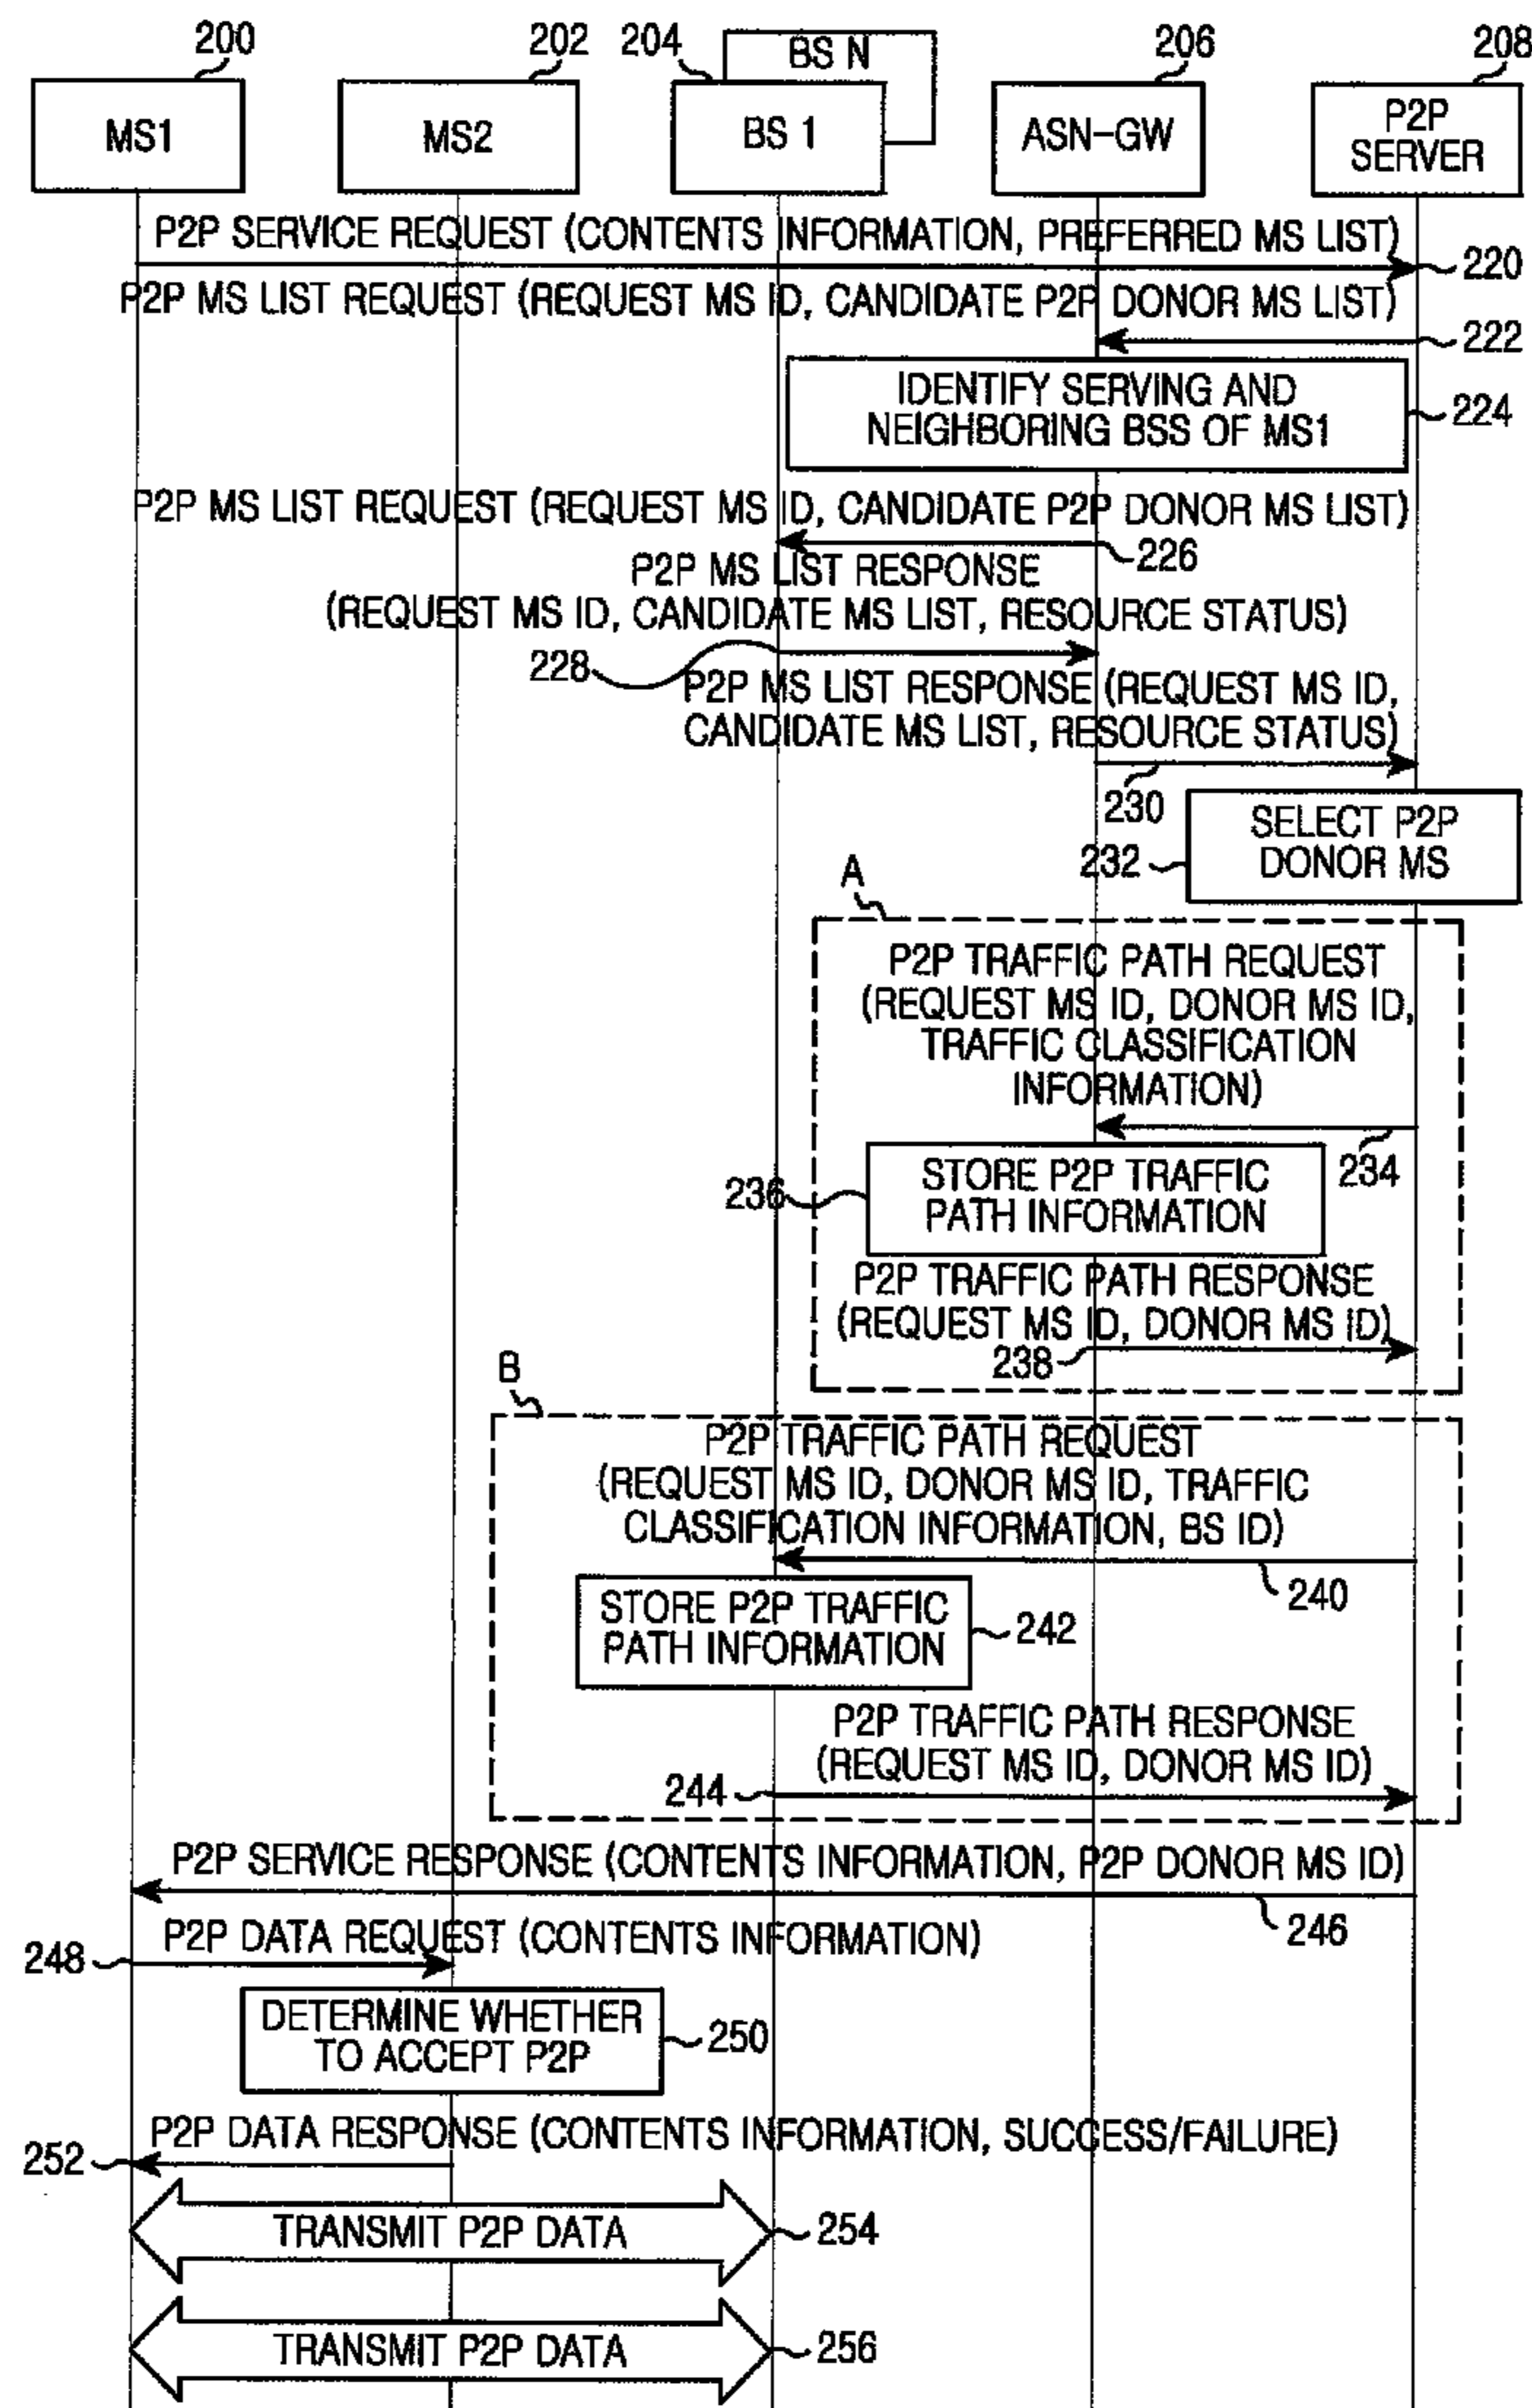 200
202
204
BS N
206
208
MS1
MS2
BS 1
ASN-GW
P2P
SERVER
P2P SERVICE REQUEST (CONTENTS INFORMATION, PREFERRED MS LIST)
220
P2P MS LIST REQUEST (REQUEST MS ID, CANDIDATE P2P DONOR MS LIST)
222
IDENTIFY SERVING AND
NEIGHBORING BSS OF MS1
224
P2P MS LIST REQUEST (REQUEST MS ID, CANDIDATE P2P DONOR MS LIST)
226
P2P MS LIST RESPONSE
(REQUEST MS ID, CANDIDATE MS LIST, RESOURCE STATUS)
228
P2P MS LIST RESPONSE (REQUEST MS ID,
CANDIDATE MS LIST, RESOURCE STATUS)
230
SELECT P2P
DONOR MS
232
A
P2P TRAFFIC PATH REQUEST
(REQUEST MS ID, DONOR MS ID,
TRAFFIC CLASSIFICATION
INFORMATION)
234
STORE P2P TRAFFIC
PATH INFORMATION
236
P2P TRAFFIC PATH RESPONSE
(REQUEST MS ID, DONOR MS ID)
238
B
P2P TRAFFIC PATH REQUEST
(REQUEST MS ID, DONOR MS ID, TRAFFIC
CLASSIFICATION INFORMATION, BS ID)
240
STORE P2P TRAFFIC
PATH INFORMATION
242
P2P TRAFFIC PATH RESPONSE
(REQUEST MS ID, DONOR MS ID)
244
P2P SERVICE RESPONSE (CONTENTS INFORMATION, P2P DONOR MS ID)
246
P2P DATA REQUEST (CONTENTS INFORMATION)
248
DETERMINE WHETHER
TO ACCEPT P2P
250
P2P DATA RESPONSE (CONTENTS INFORMATION, SUCCESS/FAILURE)
252
TRANSMIT P2P DATA
254
TRANSMIT P2P DATA
256